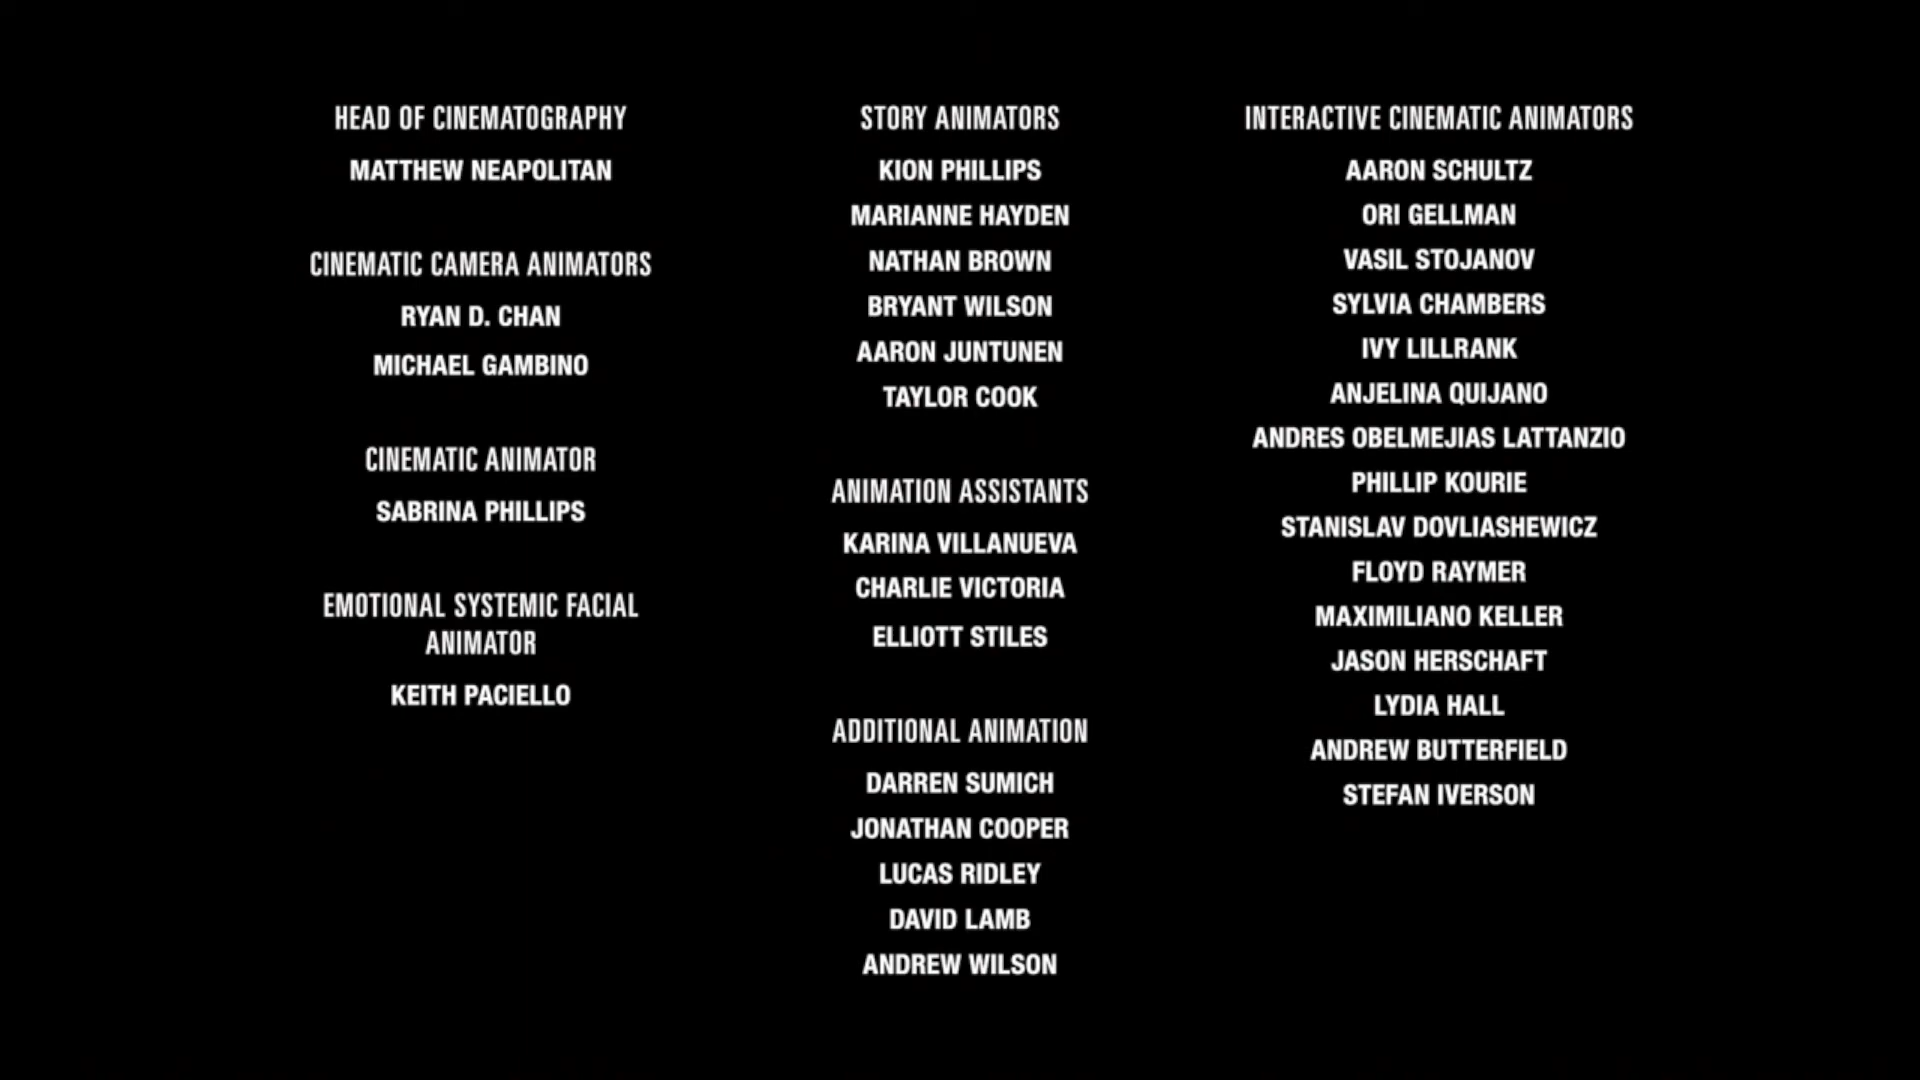 HEAD OF CINEMATOGRAPHY
MATTHEW NEAPOLITAN
CINEMATIC CAMERA ANIMATORS
RYAN D. CHAN
MICHAEL GAMBINO
CINEMATIC ANIMATOR
SABRINA PHILLIPS
EMOTIONAL SYSTEMIC FACIAL
ANIMATOR
KEITH PACIELLO
STORY ANIMATORS
KION PHILLIPS
MARIANNE HAYDEN
NATHAN BROWN
BRYANT WILSON
AARON JUNTUNEN
TAYLOR COOK
ANIMATION ASSISTANTS
KARINA VILLANUEVA
CHARLIE VICTORIA
ELLIOTT STILES
ADDITIONAL ANIMATION
DARREN SUMICH
JONATHAN COOPER
LUCAS RIDLEY
DAVID LAMB
ANDREW WILSON
INTERACTIVE CINEMATIC ANIMATORS
AARON SCHULTZ
ORI GELLMAN
VASIL STOJANOV
SYLVIA CHAMBERS
IVY LILLRANK
ANJELINA QUIJANO
ANDRES OBELMEJIAS LATTANZIO
PHILLIP KOURIE
STANISLAV DOVLIASHEWICZ
FLOYD RAYMER
MAXIMILIANO KELLER
JASON HERSCHAFT
LYDIA HALL
ANDREW BUTTERFIELD
STEFAN IVERSON